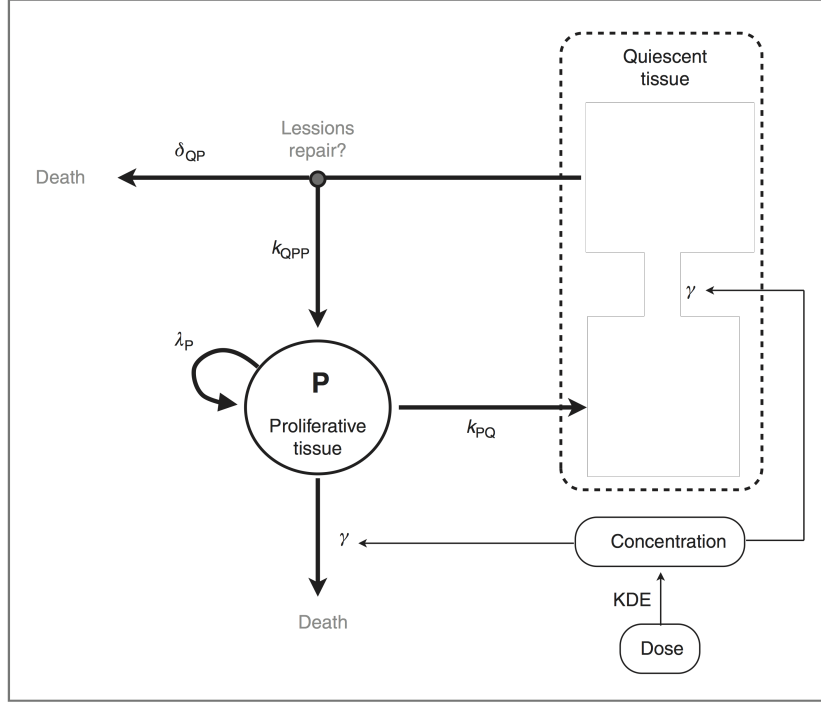 Quiescent
tissue
Lessions
repair?
δQP
Death
kQPP
γ
λP
P
Proliferative
tissue
kPQ
γ
Concentration
KDE
Death
Dose